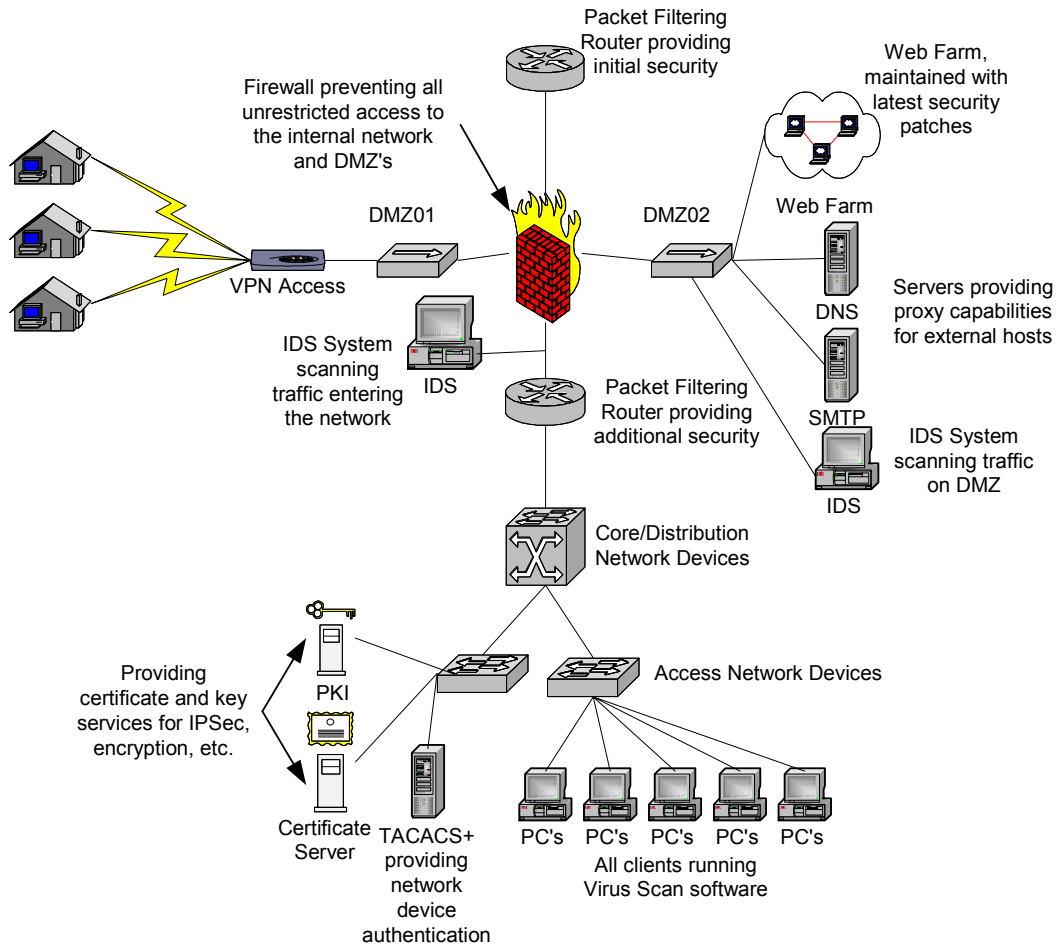 Packet Filtering
Router providing
initial security
Web Farm,
maintained with
latest security
patches
Firewall preventing all
unrestricted access to
the internal network
and DMZ's
DMZ01
DMZ02
Web Farm
VPN Access
DNS
Servers providing
proxy capabilities
for external hosts
IDS System
scanning
traffic entering
the network
IDS
Packet Filtering
Router providing
additional security
SMTP
IDS System
scanning traffic
on DMZ
IDS
Core/Distribution
Network Devices
Providing
certificate and key
services for IPSec,
encryption, etc.
PKI
Access Network Devices
Certificate
Server
TACACS+
providing
network
device
authentication
PC's
PC's
PC's
PC's
PC's
All clients running
Virus Scan software